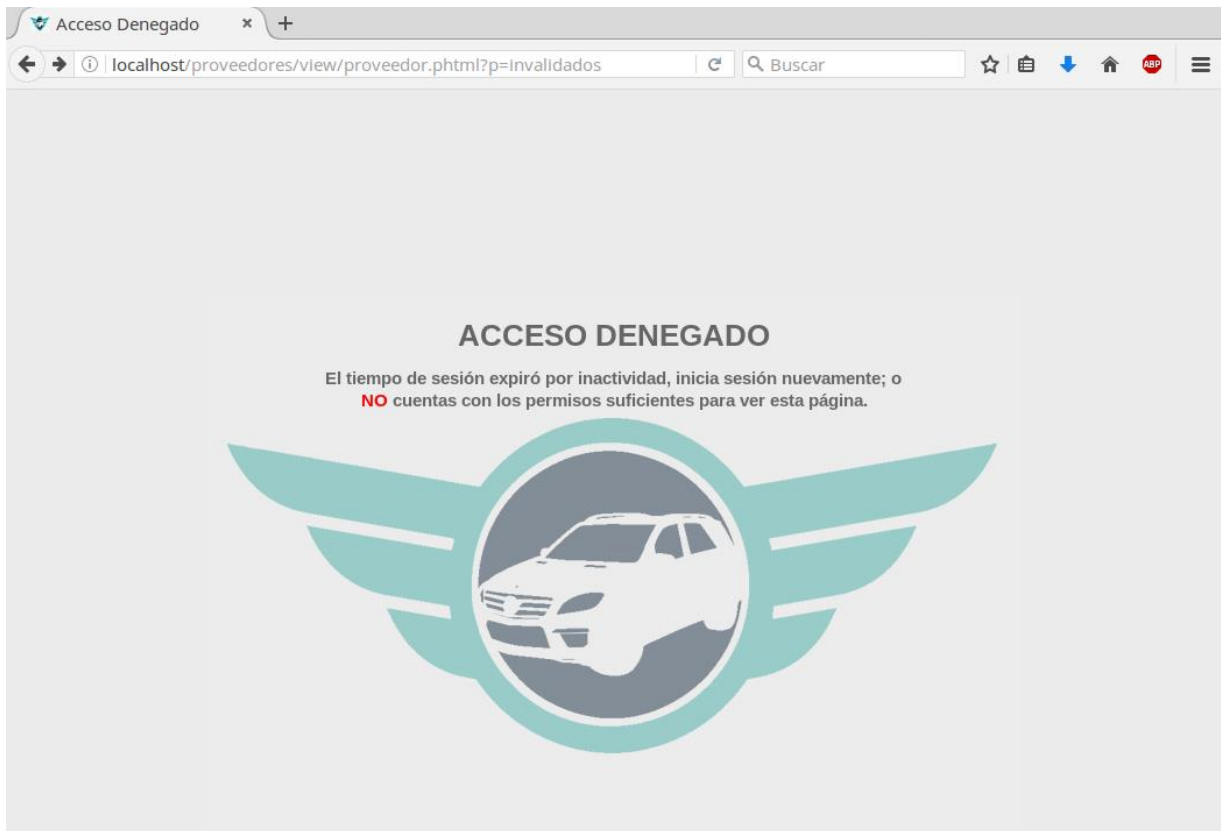 Acceso Denegado
localhost/proveedores/view/proveedor.phtml?p=invalidados
Buscar
ABP
ACCESO DENEGADO
El tiempo de sesión expiró por inactividad, inicia sesión nuevamente; o
NO cuentas con los permisos suficientes para ver esta página.